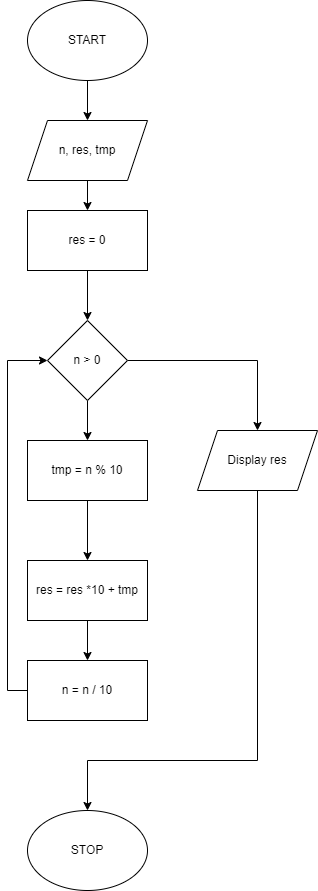 START
n, res, tmp
res = 0
n > 0
tmp = n % 10
Display res
res = res *10 + tmp
n = n / 10
STOP